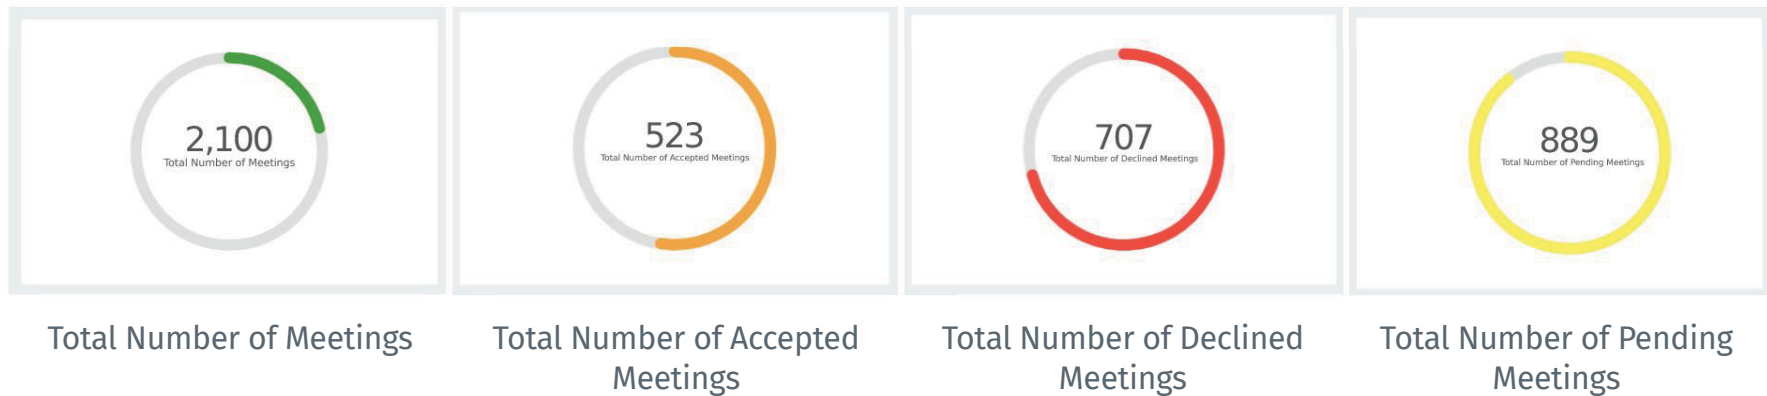 2,100
Total Number of Meetings
523
Total Number of Accepted Meetings
707
Total Number of Declined Meetings
889
Total Number of Pending Meetings
Total Number of Meetings
Total Number of Accepted
Meetings
Total Number of Declined
Meetings
Total Number of Pending
Meetings